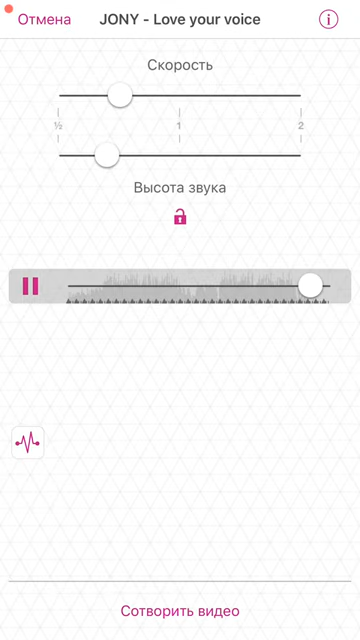 Отмена
JONY - Love your voice
Скорость
½ 1 2
Высота звука
Сотворить видео